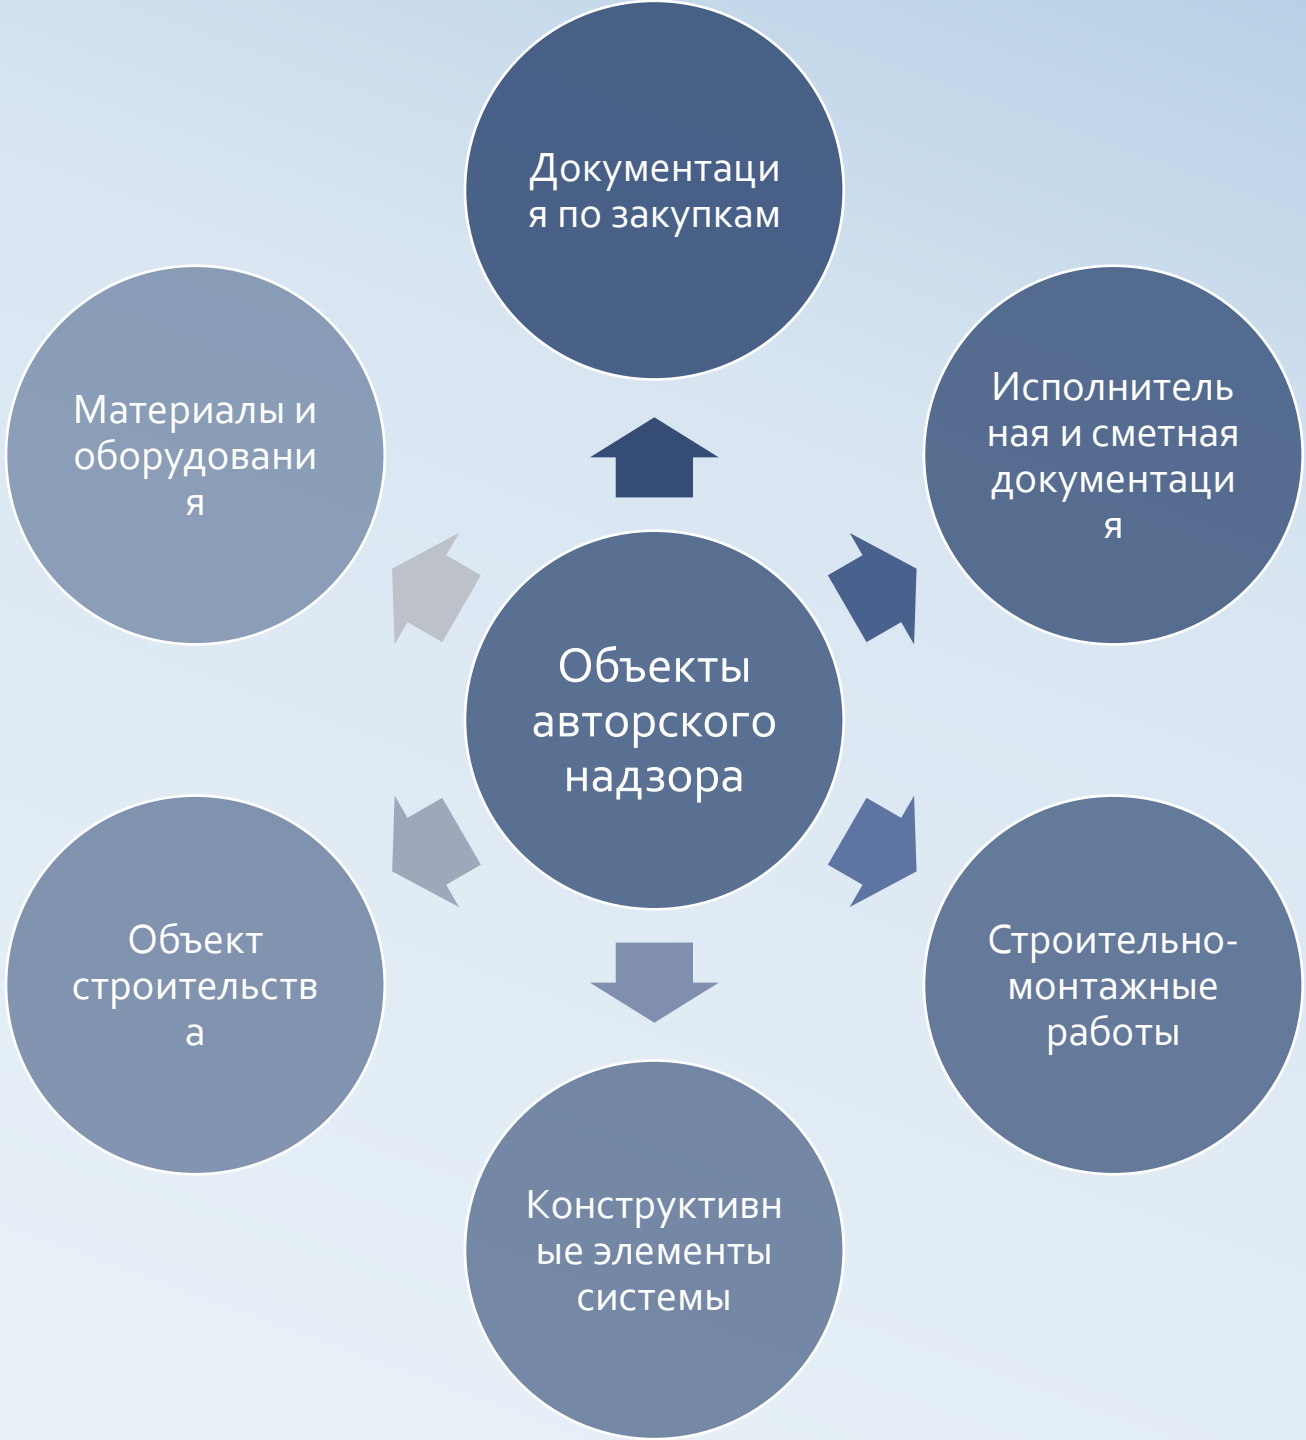 Документаци
я по закупкам
Исполнитель
ная и сметная
документаци
я
Строительно-
монтажные
работы
Конструктивн
ые элементы
системы
Объект
строительств
а
Материалы и
оборудовани
я
Объекты
авторского
надзора